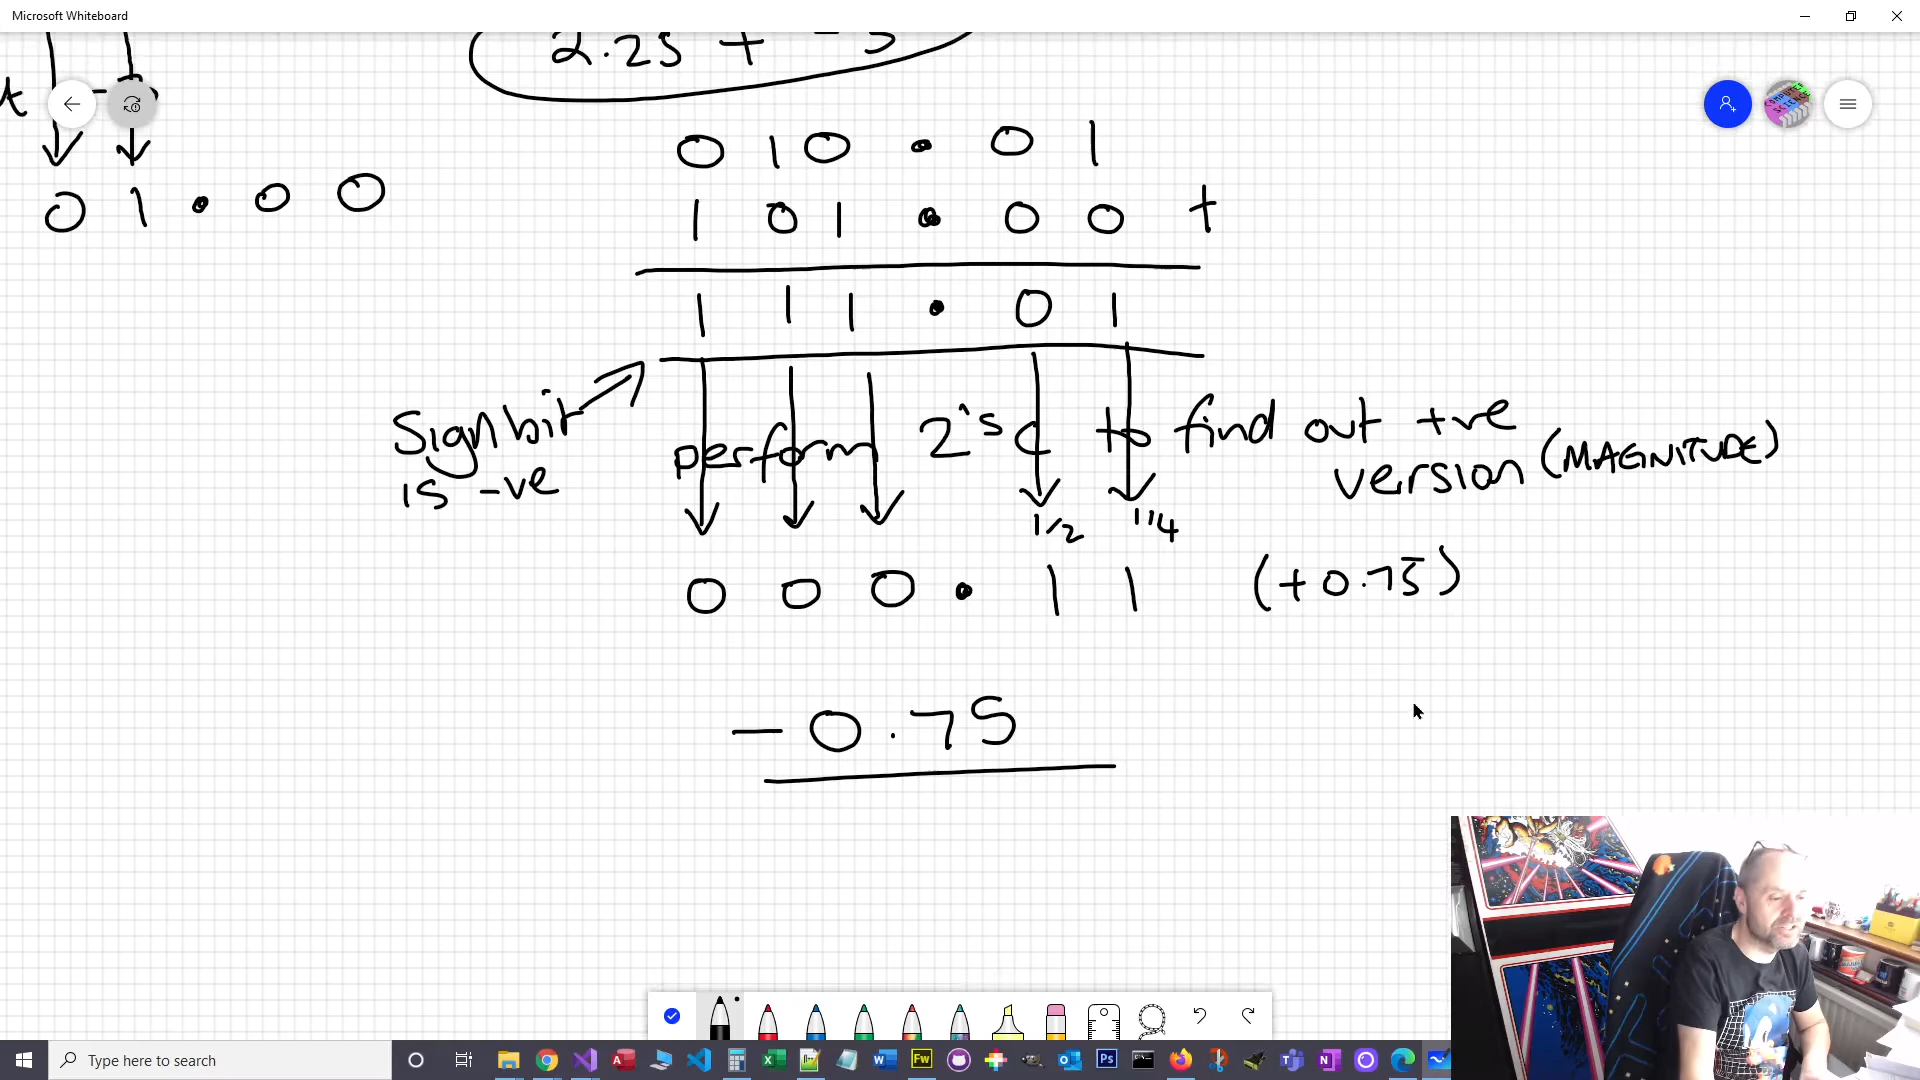 Microsoft Whiteboard
2.25 + -3
t
0 1 0 . 0 1
1 0 1 . 0 0 +
0 1 . 0 0
1 1 1 . 0 1
Sign bit
is -ve
perform 2's c to find out +ve
version (MAGNITUDE)
1/2 1/4
0 0 0 . 1 1 (+0.75)
-0.75
Type here to search